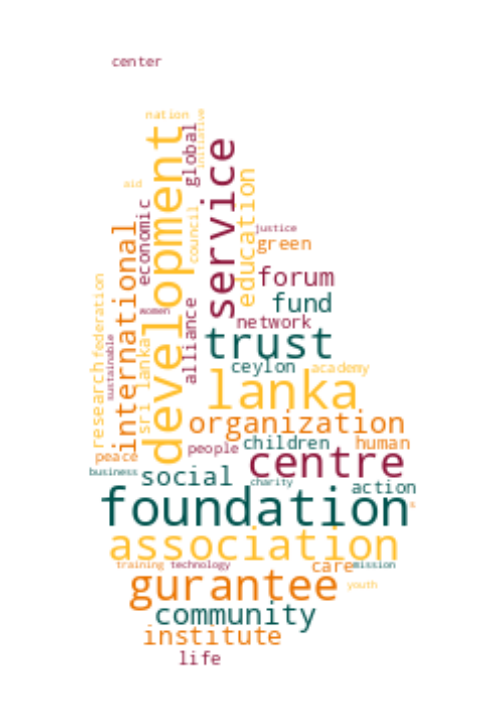 center
nation
initiative
global
development
service
aid
education
council
economic
justice
green
international
forum
federation
fund
women
network
alliance
sustainable
trust
sri lanka
ceylon
academy
research
lanka
organization
children
human
people
peace
centre
business
social
charity
action
foundation
s
association
training
technology
care
mission
gurantee
youth
community
institute
life